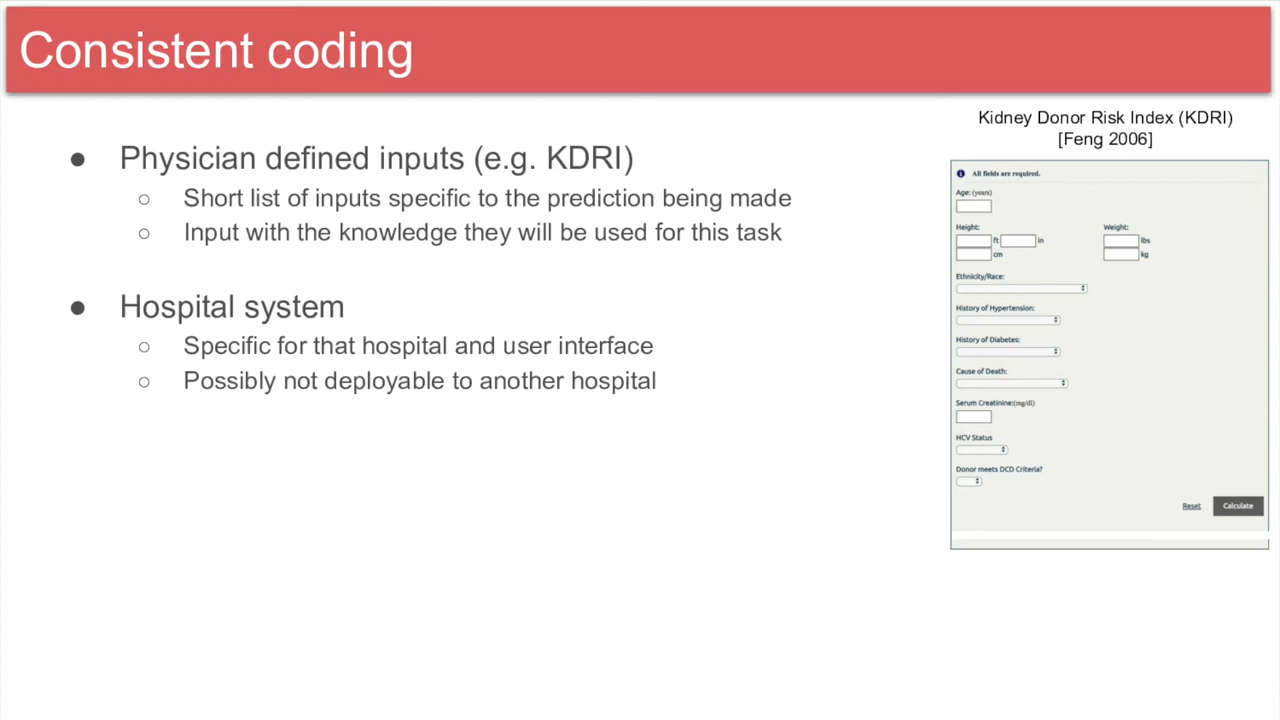 Consistent coding
● Physician defined inputs (e.g. KDRI)
○ Short list of inputs specific to the prediction being made
○ Input with the knowledge they will be used for this task
● Hospital system
○ Specific for that hospital and user interface
○ Possibly not deployable to another hospital
Kidney Donor Risk Index (KDRI)
[Feng 2006]
All fields are required.
Age: (years)
Height: Weight:
ft in lbs
cm kg
Ethnicity/Race:
History of Hypertension:
History of Diabetes:
Cause of Death:
Serum Creatinine:(mg/dl)
HCV Status
Donor meets DCD Criteria?
Reset Calculate